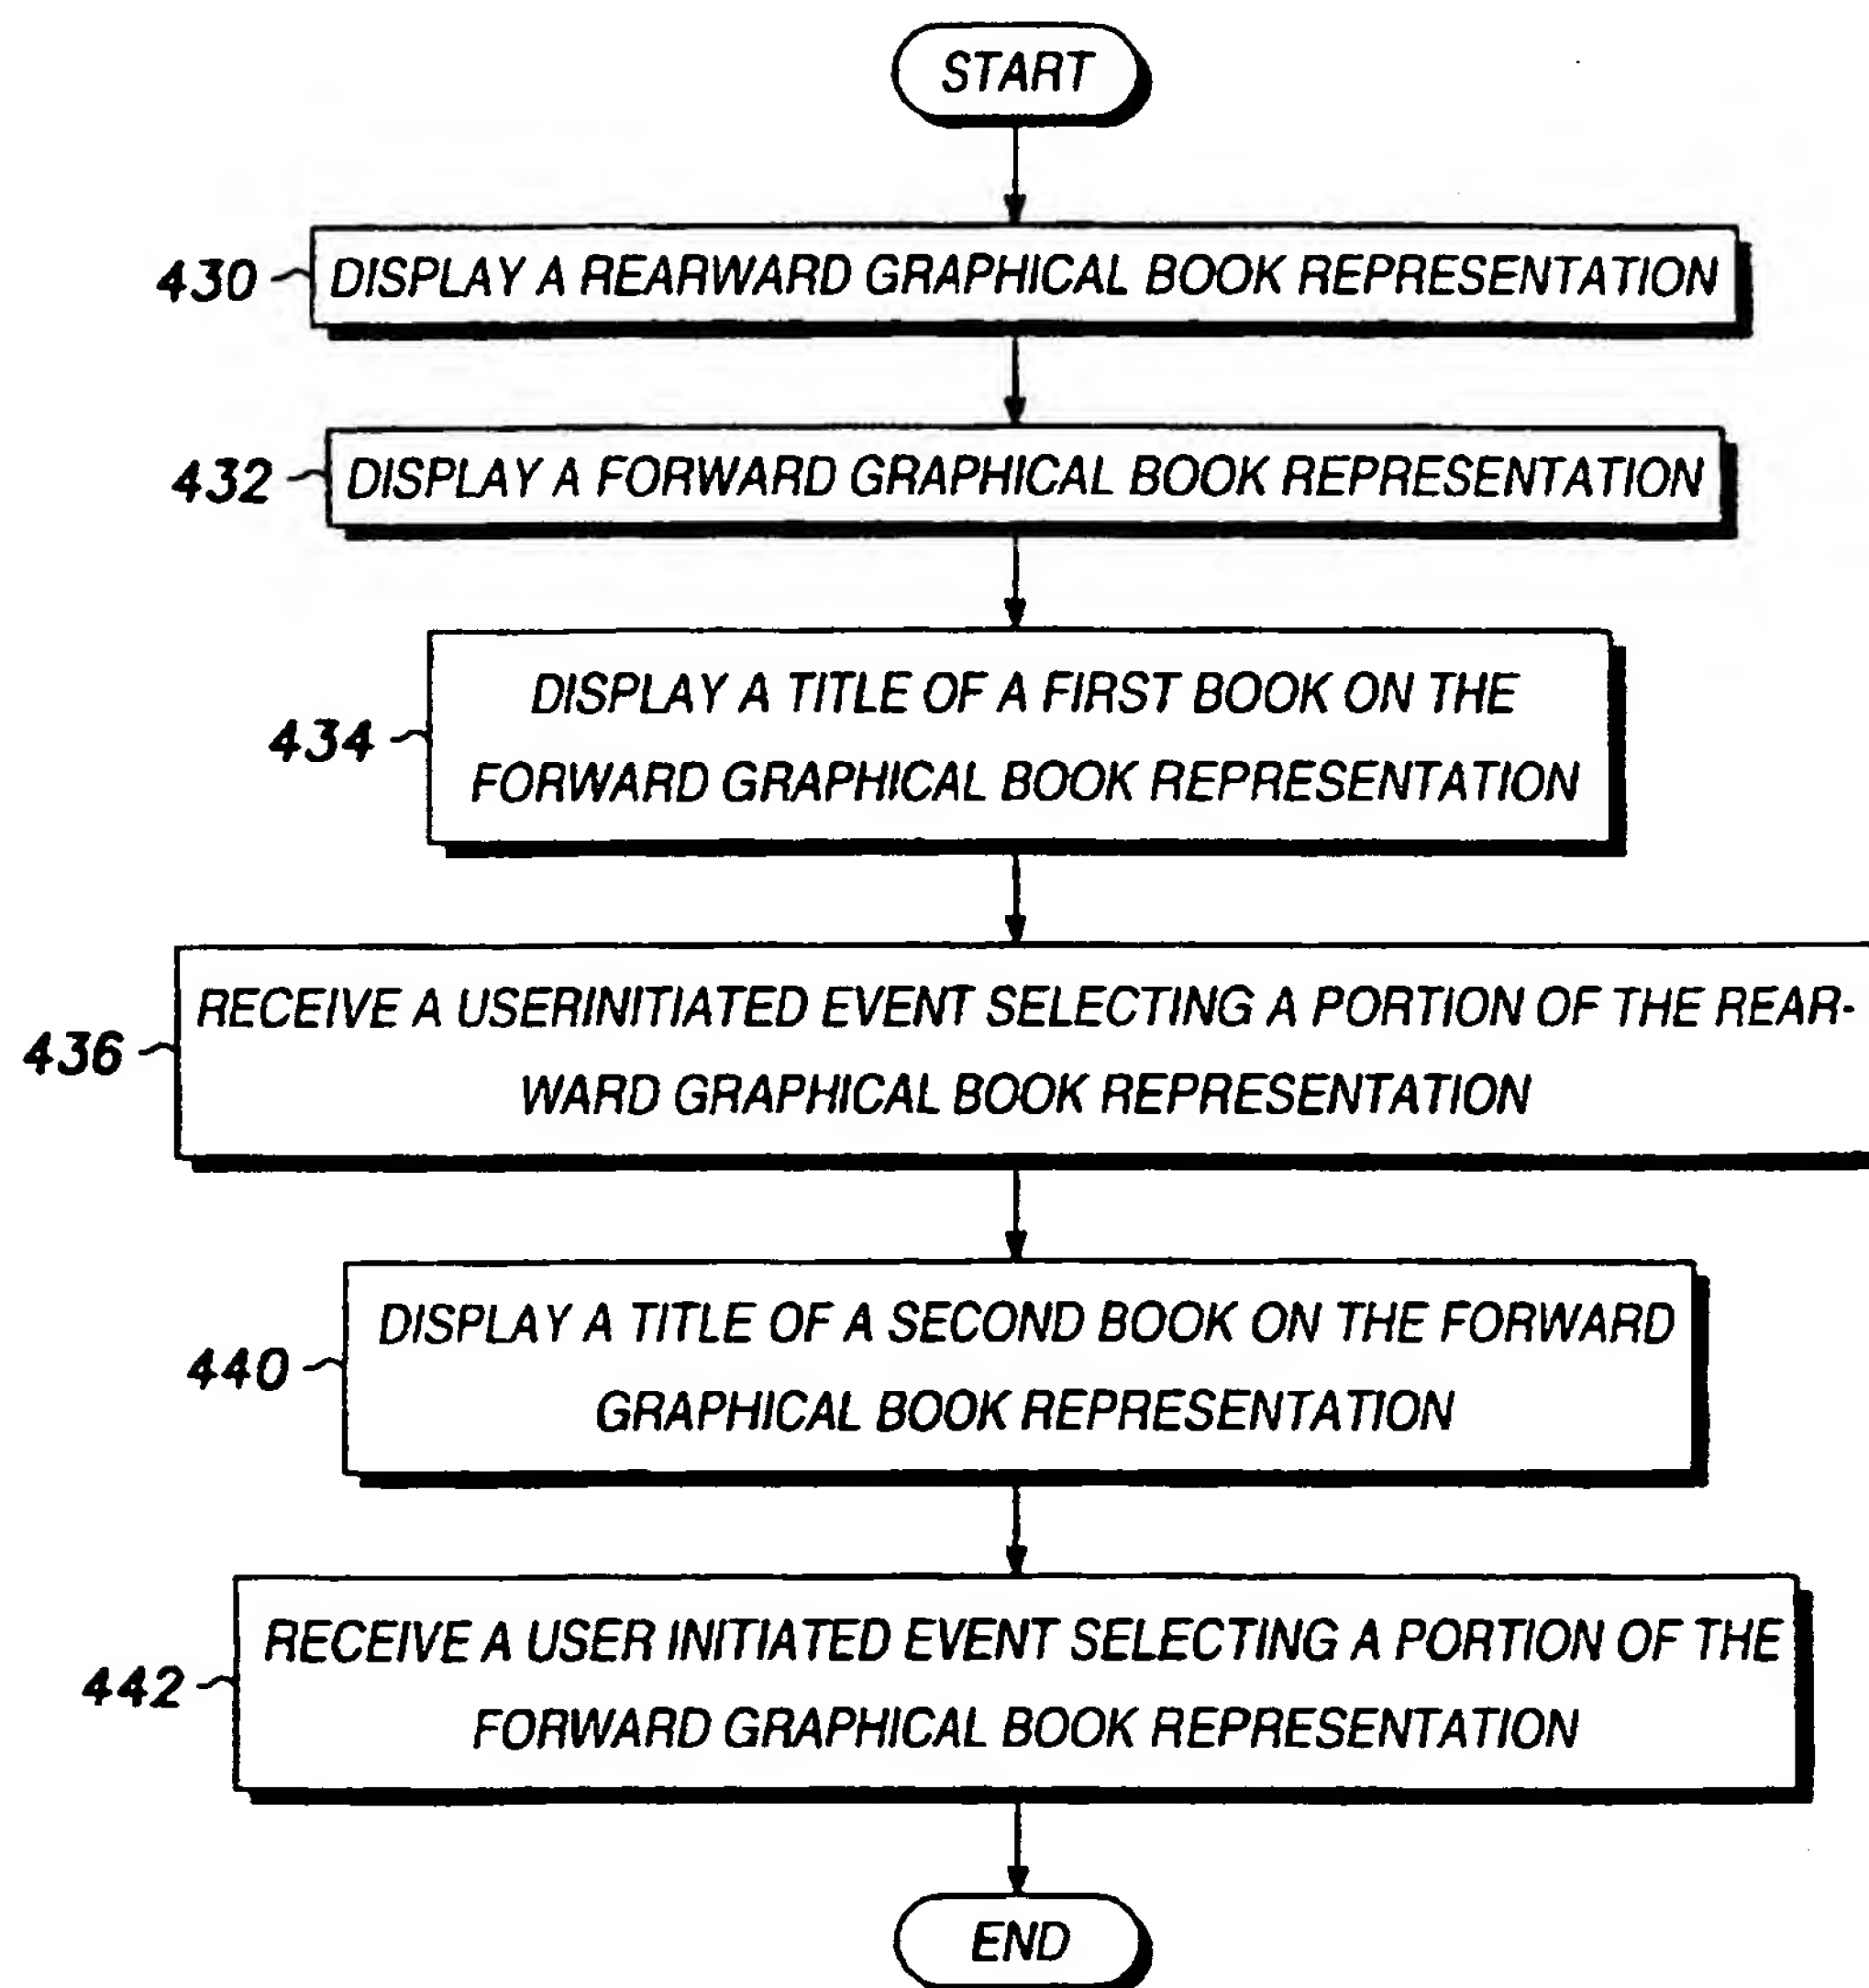 START
430 DISPLAY A REARWARD GRAPHICAL BOOK REPRESENTATION
432 DISPLAY A FORWARD GRAPHICAL BOOK REPRESENTATION
434
DISPLAY A TITLE OF A FIRST BOOK ON THE
FORWARD GRAPHICAL BOOK REPRESENTATION
436
RECEIVE A USERINITIATED EVENT SELECTING A PORTION OF THE REAR-
WARD GRAPHICAL BOOK REPRESENTATION
440
DISPLAY A TITLE OF A SECOND BOOK ON THE FORWARD
GRAPHICAL BOOK REPRESENTATION
442
RECEIVE A USER INITIATED EVENT SELECTING A PORTION OF THE
FORWARD GRAPHICAL BOOK REPRESENTATION
END